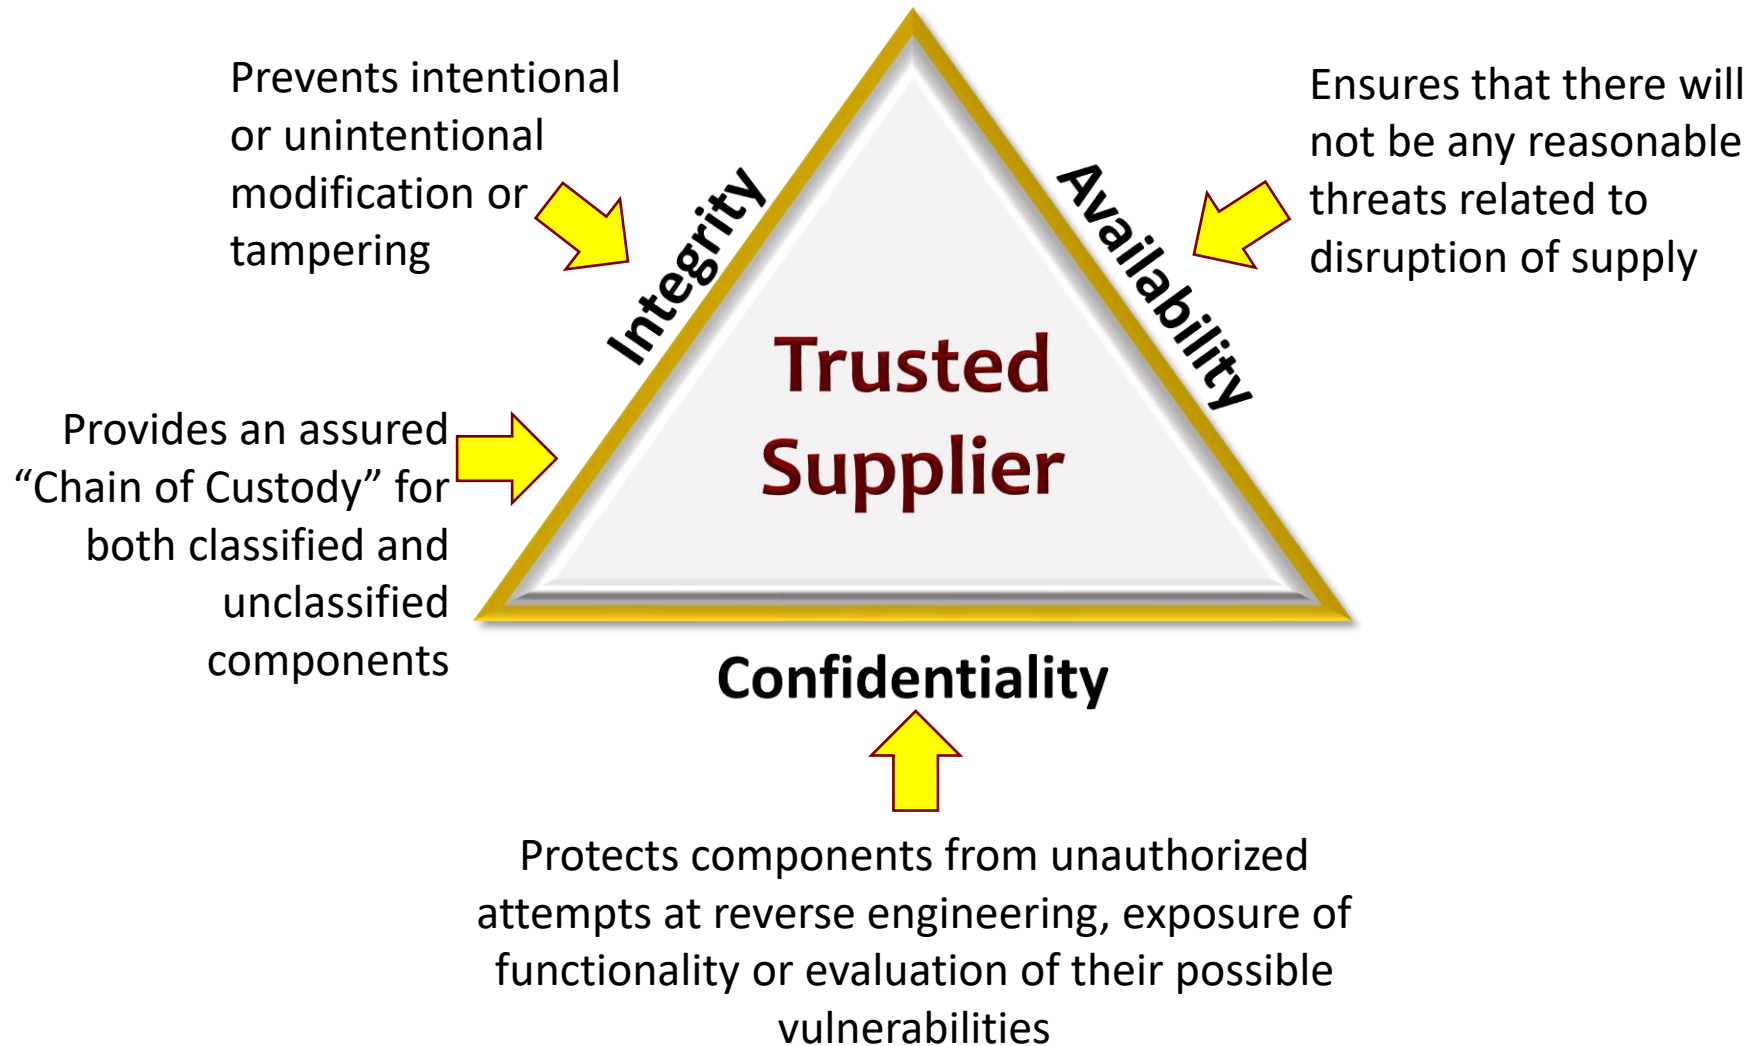 Prevents intentional
or unintentional
modification or
tampering
Integrity
Ensures that there will
not be any reasonable
threats related to
disruption of supply
Availability
Trusted
Supplier
Provides an assured
“Chain of Custody” for
both classified and
unclassified
components
Confidentiality
Protects components from unauthorized
attempts at reverse engineering, exposure of
functionality or evaluation of their possible
vulnerabilities